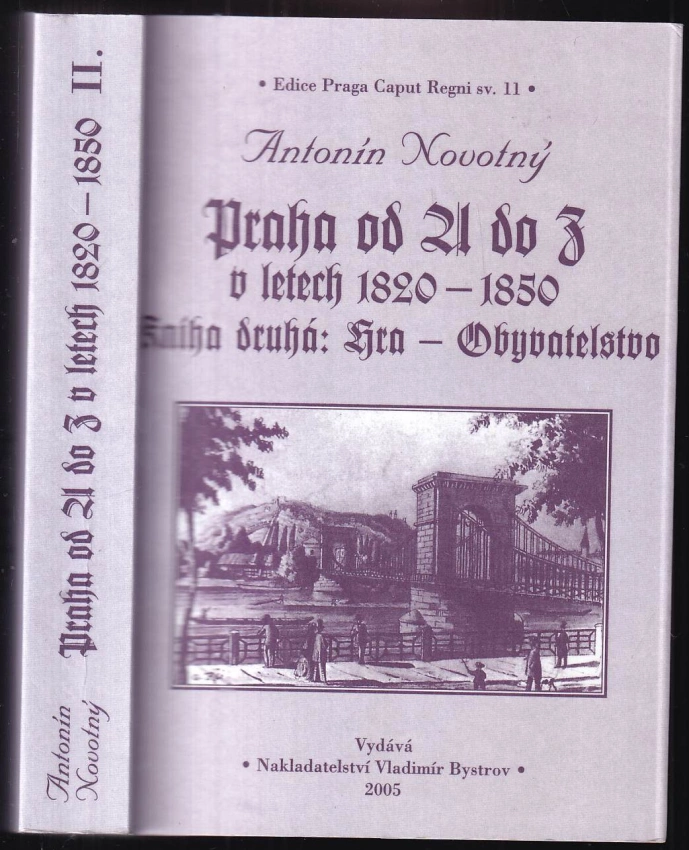 Antonín
Novotný
Praha od A do Z v letech 1820 – 1850 II.
• Edice Praga Caput Regni sv. 11 •
Antonín Novotný
Praha od A do Z
v letech 1820 – 1850
Kniha druhá: Hra – Obyvatelstvo
Vydává
• Nakladatelství Vladimír Bystrov •
2005